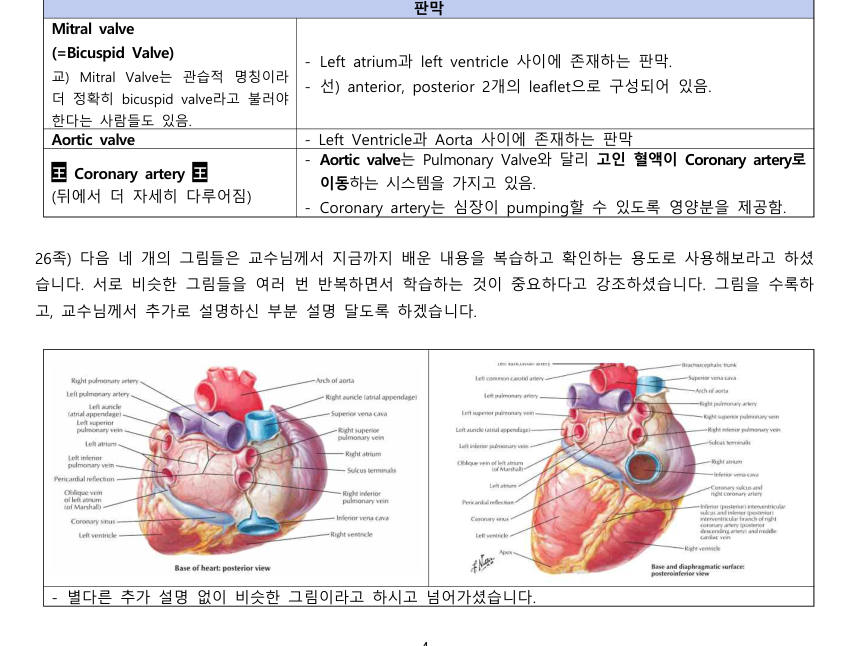 판막
Mitral valve
(=Bicuspid Valve)
교) Mitral Valve는 관습적 명칭이라
더 정확히 bicuspid valve라고 불러야
한다는 사람들도 있음.
- Left atrium과 left ventricle 사이에 존재하는 판막.
- 선) anterior, posterior 2개의 leaflet으로 구성되어 있음.
Aortic valve
- Left Ventricle과 Aorta 사이에 존재하는 판막
王 Coronary artery 王
(뒤에서 더 자세히 다루어짐)
- Aortic valve는 Pulmonary Valve와 달리 고인 혈액이 Coronary artery로
이동하는 시스템을 가지고 있음.
- Coronary artery는 심장이 pumping할 수 있도록 영양분을 제공함.
26족) 다음 네 개의 그림들은 교수님께서 지금까지 배운 내용을 복습하고 확인하는 용도로 사용해보라고 하셨
습니다. 서로 비슷한 그림들을 여러 번 반복하면서 학습하는 것이 중요하다고 강조하셨습니다. 그림을 수록하
고, 교수님께서 추가로 설명하신 부분 설명 달도록 하겠습니다.
Right pulmonary artery
Left pulmonary artery
Left auricle
(atrial appendage)
Left superior
pulmonary vein
Left atrium
Left inferior
pulmonary vein
Pericardial reflection
Oblique vein
of left atrium
(of Marshall)
Coronary sinus
Left ventricle
Arch of aorta
Right auricle (atrial appendage)
Superior vena cava
Right superior
pulmonary vein
Right atrium
Sulcus terminalis
Right inferior
pulmonary vein
Inferior vena cava
Right ventricle
Base of heart: posterior view
Left common carotid artery
Left pulmonary artery
Left superior pulmonary vein
Left auricle (atrial appendage)
Left inferior pulmonary vein
Oblique vein of left atrium
(of Marshall)
Left atrium
Pericardial reflection
Coronary sinus
Left ventricle
Apex
Brachiocephalic trunk
Superior vena cava
Arch of aorta
Right pulmonary artery
Right superior pulmonary vein
Right inferior pulmonary vein
Sulcus terminalis
Right atrium
Inferior vena cava
Coronary sulcus and
right coronary artery
Inferior (posterior) interventricular
sulcus and inferior (posterior)
interventricular branch of right
coronary artery (posterior
descending artery) and middle
cardiac vein
Right ventricle
Base and diaphragmatic surface:
posteroinferior view
- 별다른 추가 설명 없이 비슷한 그림이라고 하시고 넘어가셨습니다.